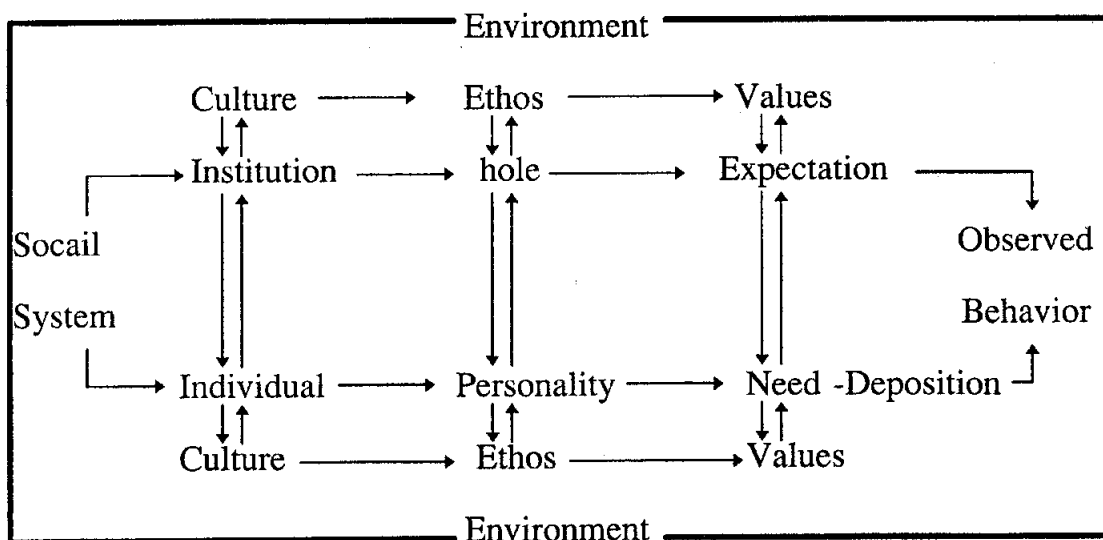 Environment
Culture Ethos Values
Institution hole Expectation
Socail Observed
System Behavior
Individual Personality Need -Deposition
Culture Ethos Values
Environment